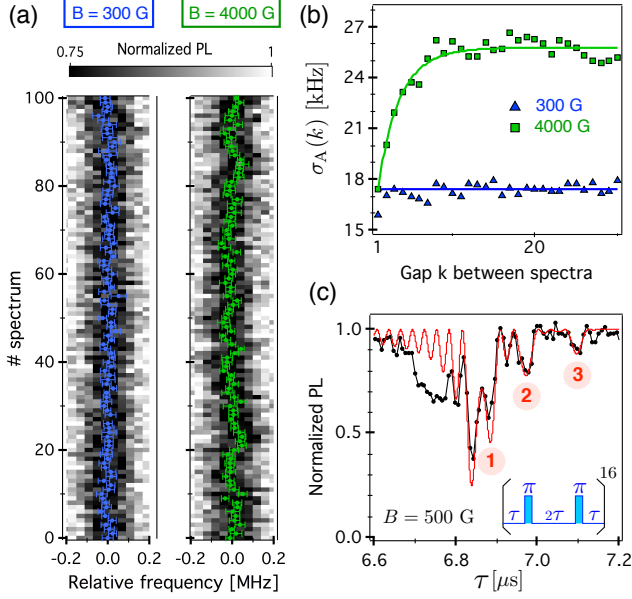 (a)
B = 300 G
B = 4000 G
Normalized PL
0.75
1
# spectrum
100
80
60
40
20
0
-0.2
0.0
0.2
-0.2
0.0
0.2
Relative frequency [MHz]
(b)
σA(k) [kHz]
27
24
21
18
15
300 G
4000 G
1
20
Gap k between spectra
(c)
Normalized PL
1.0
0.5
0.0
1
2
3
B = 500 G
π π
τ 2τ τ
16
6.6
6.8
7.0
7.2
τ [μs]